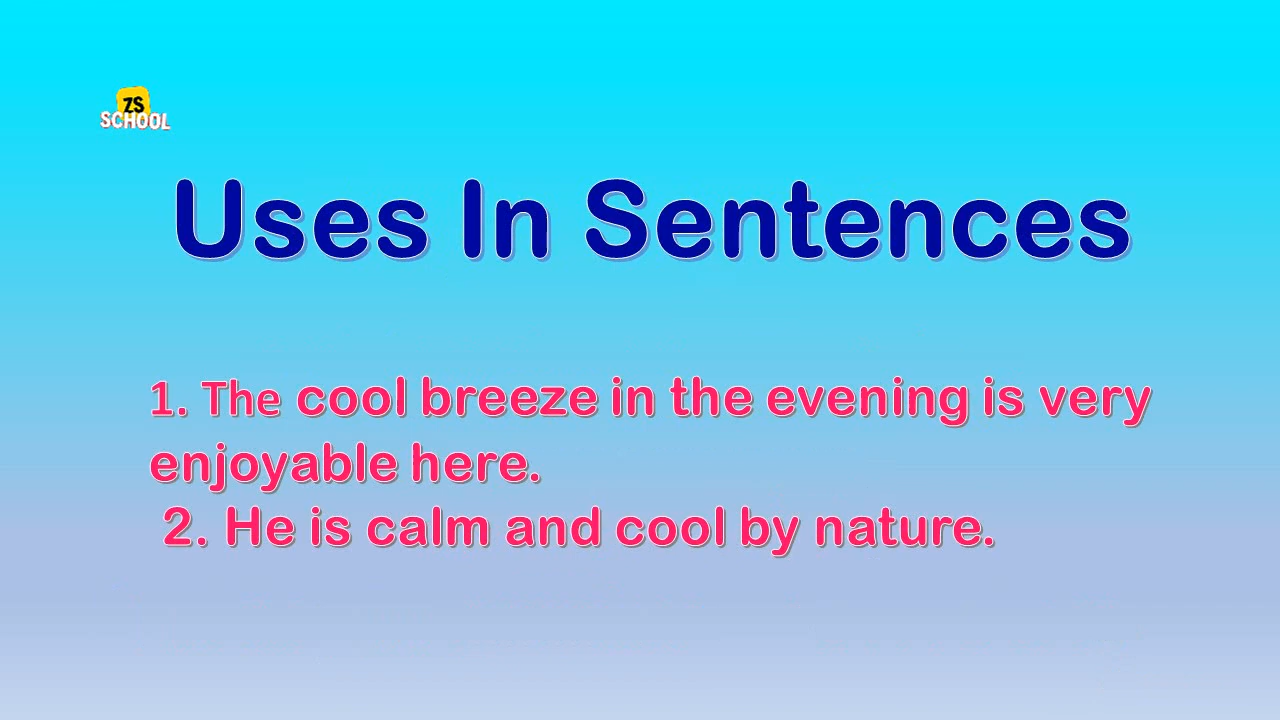 ZS
SCHOOL
Uses In Sentences
1. The cool breeze in the evening is very
enjoyable here.
2. He is calm and cool by nature.